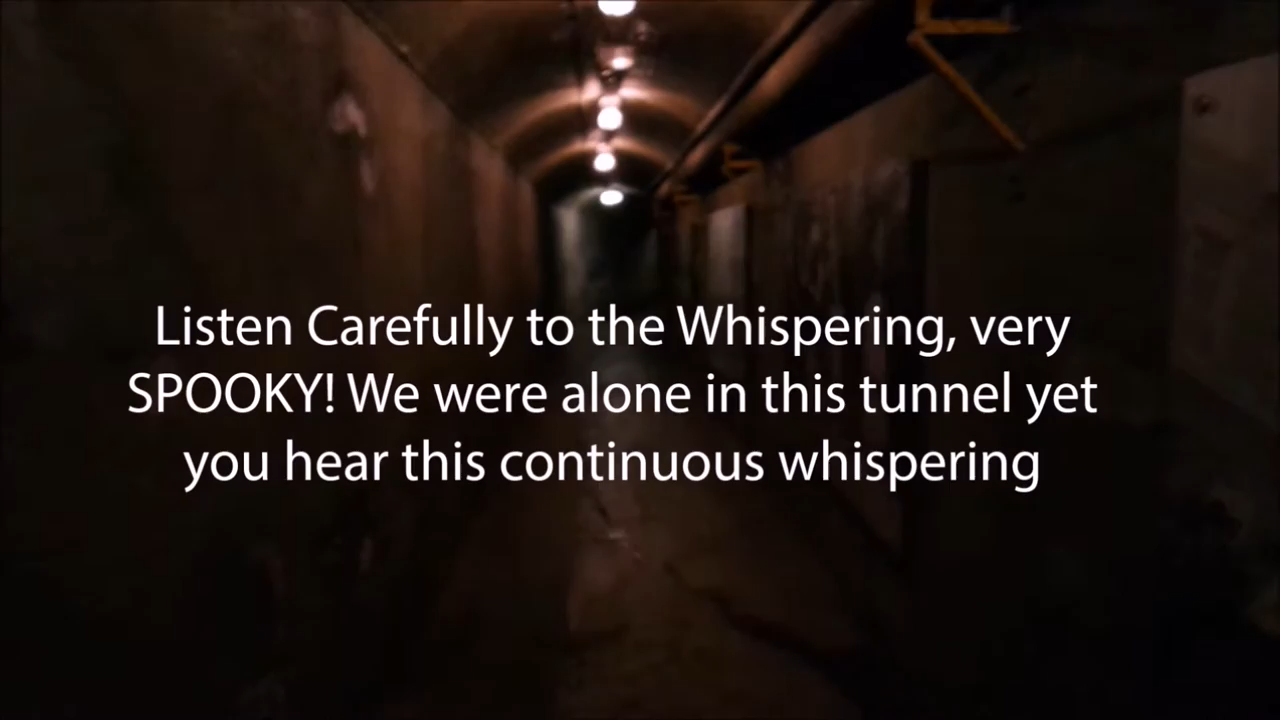 Listen Carefully to the Whispering, very
SPOOKY! We were alone in this tunnel yet
you hear this continuous whispering